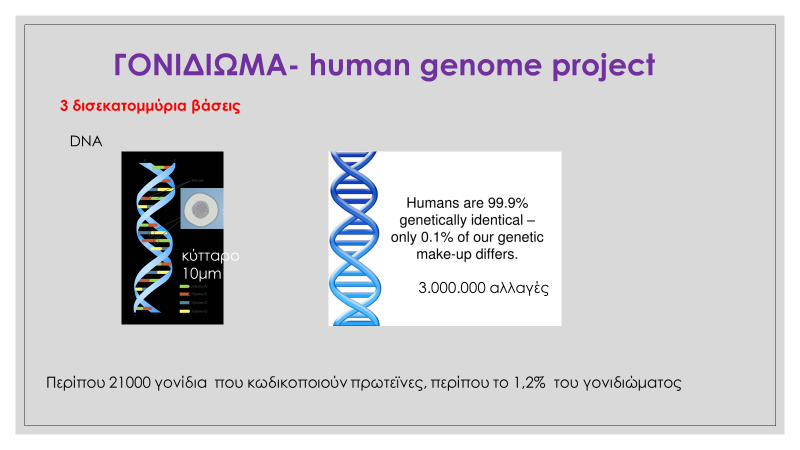 ΓΟΝΙΔΙΩΜΑ- human genome project
3 δισεκατομμύρια βάσεις
DNA
κύτταρο
10μm
Humans are 99.9%
genetically identical –
only 0.1% of our genetic
make-up differs.
3.000.000 αλλαγές
Περίπου 21000 γονίδια που κωδικοποιούν πρωτεϊνες, περίπου το 1,2% του γονιδιώματος